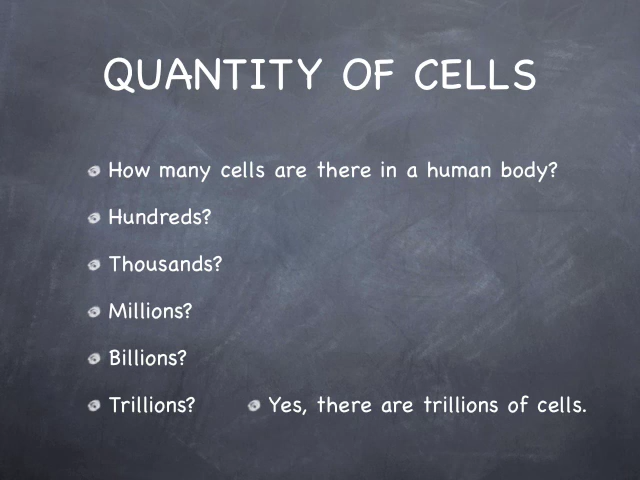 QUANTITY OF CELLS
How many cells are there in a human body?
Hundreds?
Thousands?
Millions?
Billions?
Trillions?
Yes, there are trillions of cells.